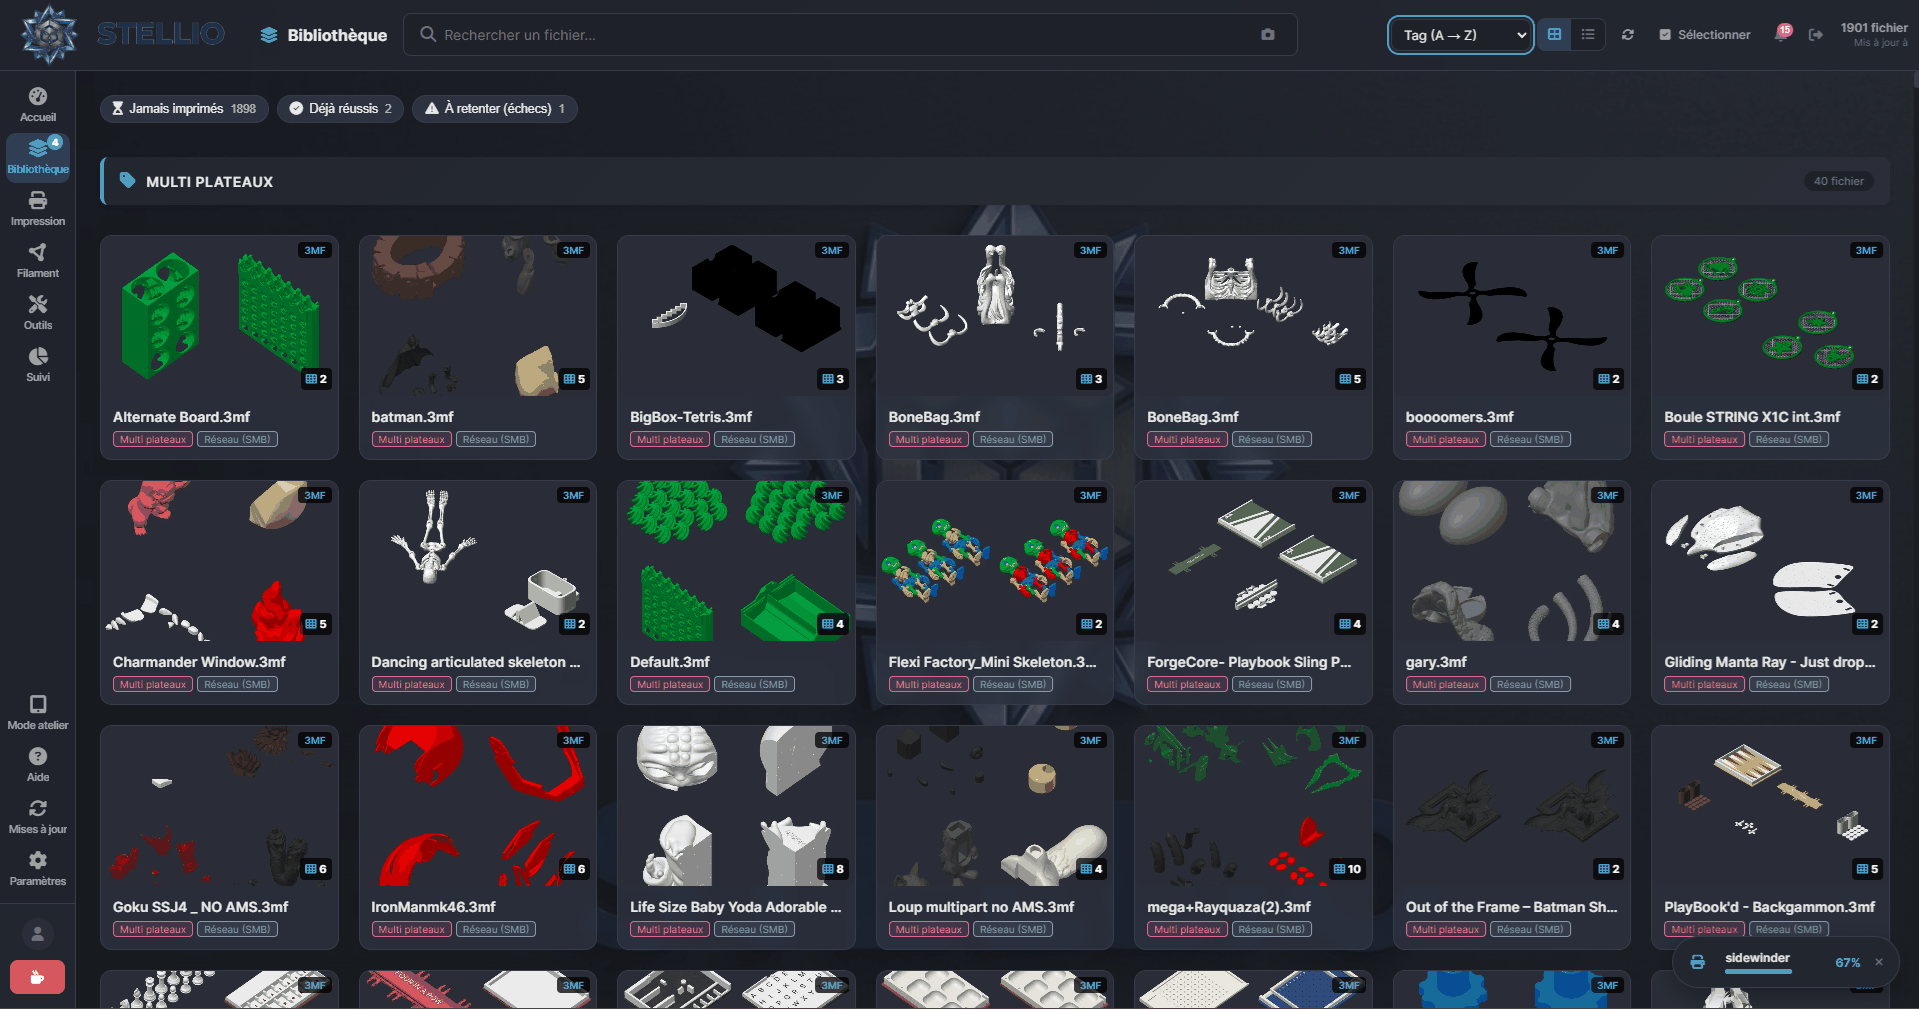 STELLIO
Bibliothèque
Rechercher un fichier...
Tag (A → Z)
Sélectionner
15
1901 fichier
Mis à jour à
Accueil
4
Bibliothèque
Impression
Filament
Outils
Suivi
Mode atelier
Aide
Mises à jour
Paramètres
Jamais imprimés 1898
Déjà réussis 2
À retenter (échecs) 1
MULTI PLATEAUX
40 fichier
3MF
2
Alternate Board.3mf
Multi plateaux Réseau (SMB)
3MF
5
batman.3mf
Multi plateaux Réseau (SMB)
3MF
3
BigBox-Tetris.3mf
Multi plateaux Réseau (SMB)
3MF
3
BoneBag.3mf
Multi plateaux Réseau (SMB)
3MF
5
BoneBag.3mf
Multi plateaux Réseau (SMB)
3MF
2
boooomers.3mf
Multi plateaux Réseau (SMB)
3MF
2
Boule STRING X1C int.3mf
Multi plateaux Réseau (SMB)
3MF
5
Charmander Window.3mf
Multi plateaux Réseau (SMB)
3MF
2
Dancing articulated skeleton ...
Multi plateaux Réseau (SMB)
3MF
4
Default.3mf
Multi plateaux Réseau (SMB)
3MF
2
Flexi Factory_Mini Skeleton.3...
Multi plateaux Réseau (SMB)
3MF
4
ForgeCore- Playbook Sling P...
Multi plateaux Réseau (SMB)
3MF
4
gary.3mf
Multi plateaux Réseau (SMB)
3MF
2
Gliding Manta Ray - Just drop...
Multi plateaux Réseau (SMB)
3MF
6
Goku SSJ4 _ NO AMS.3mf
Multi plateaux Réseau (SMB)
3MF
6
IronManmk46.3mf
Multi plateaux Réseau (SMB)
3MF
8
Life Size Baby Yoda Adorable ...
Multi plateaux Réseau (SMB)
3MF
4
Loup multipart no AMS.3mf
Multi plateaux Réseau (SMB)
3MF
10
mega+Rayquaza(2).3mf
Multi plateaux Réseau (SMB)
3MF
2
Out of the Frame – Batman Sh...
Multi plateaux Réseau (SMB)
3MF
5
PlayBook'd - Backgammon.3mf
Multi plateaux Réseau (SMB)
3MF
3MF
3MF
3MF
3MF
3MF
sidewinder
67%